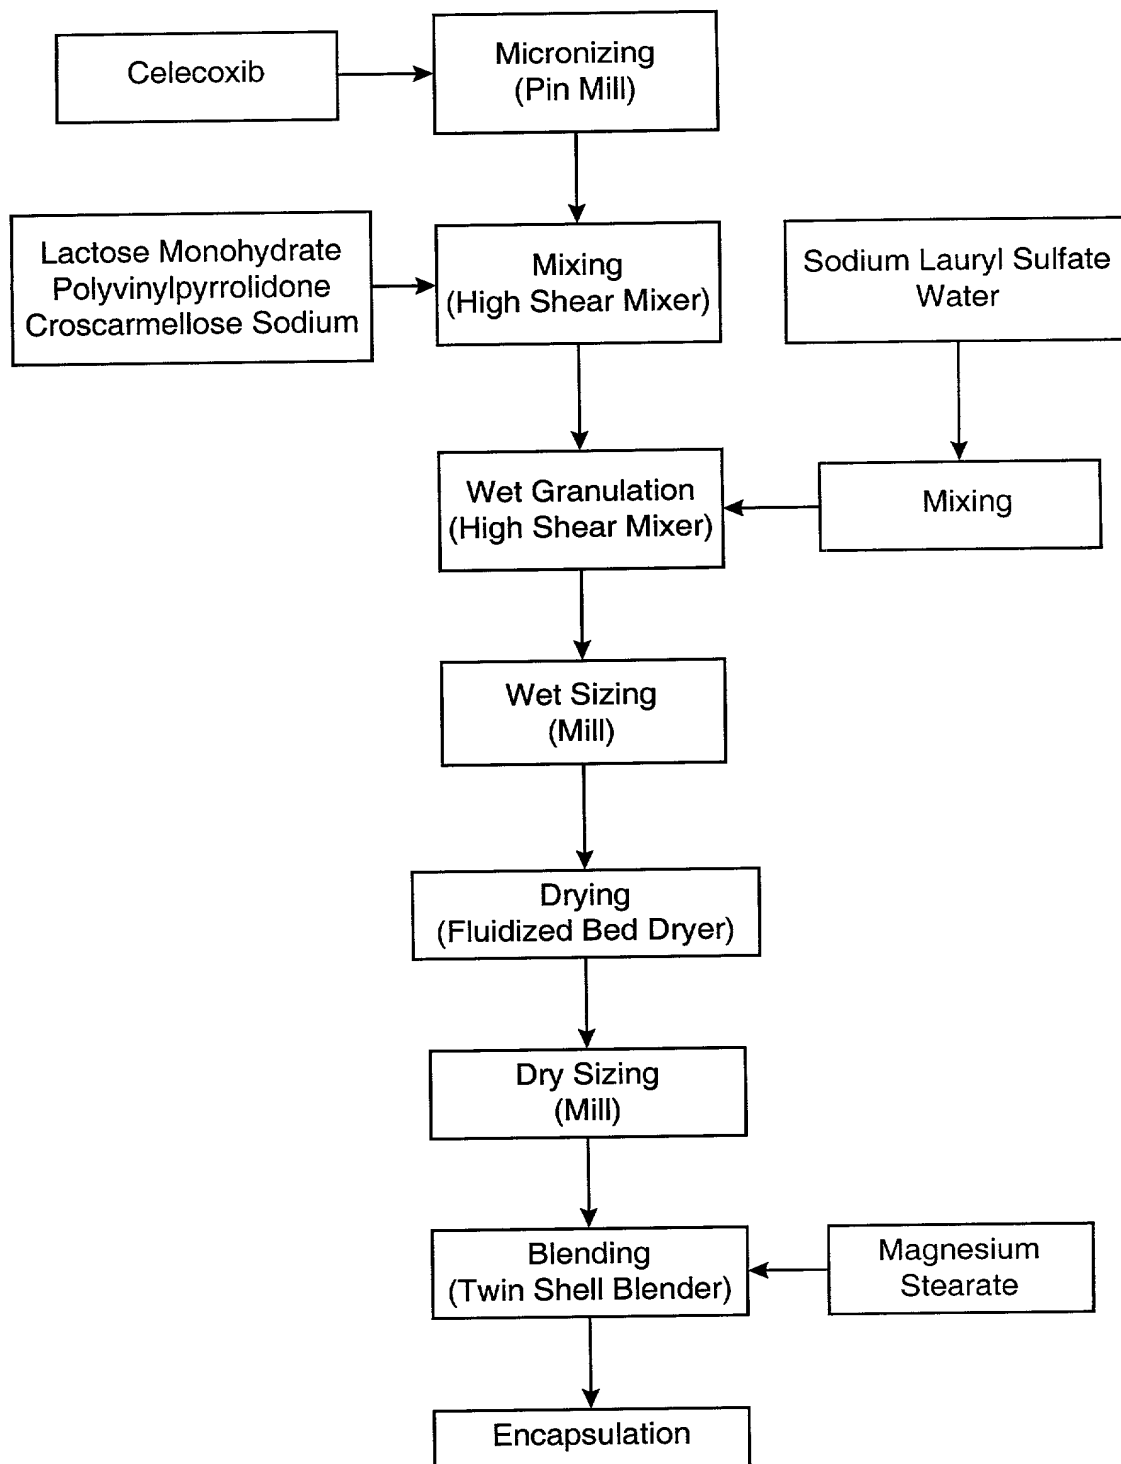 Celecoxib
Micronizing
(Pin Mill)
Lactose Monohydrate
Polyvinylpyrrolidone
Croscarmellose Sodium
Mixing
(High Shear Mixer)
Sodium Lauryl Sulfate
Water
Wet Granulation
(High Shear Mixer)
Mixing
Wet Sizing
(Mill)
Drying
(Fluidized Bed Dryer)
Dry Sizing
(Mill)
Blending
(Twin Shell Blender)
Magnesium
Stearate
Encapsulation